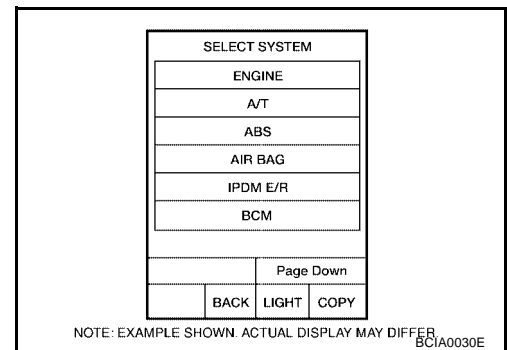 SELECT SYSTEM
ENGINE
A/T
ABS
AIR BAG
IPDM E/R
BCM
Page Down
BACK LIGHT COPY
NOTE: EXAMPLE SHOWN. ACTUAL DISPLAY MAY DIFFER
BCIA0030E